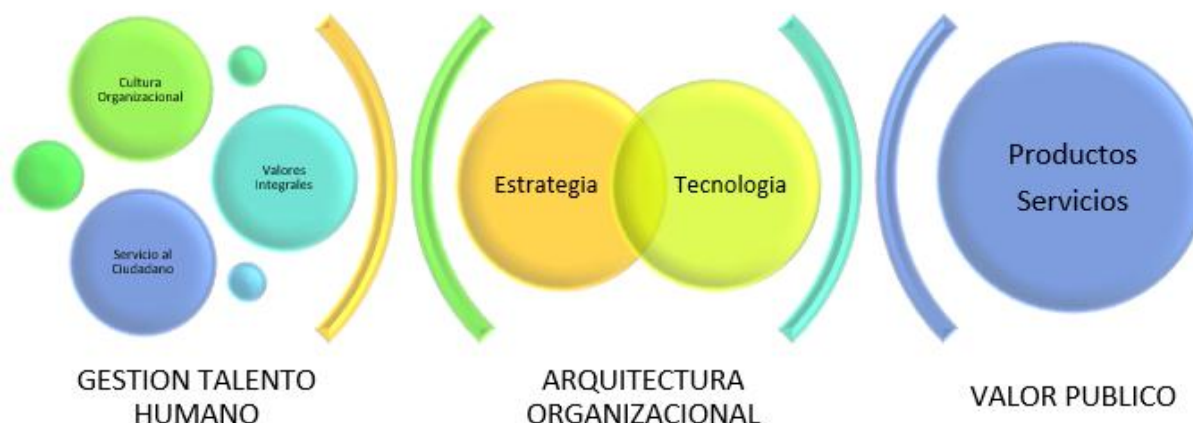 Cultura
Organizacional
Valores
Integrales
Servicio al
Ciudadano
GESTION TALENTO
HUMANO
Estrategia
Tecnologia
ARQUITECTURA
ORGANIZACIONAL
Productos
Servicios
VALOR PUBLICO